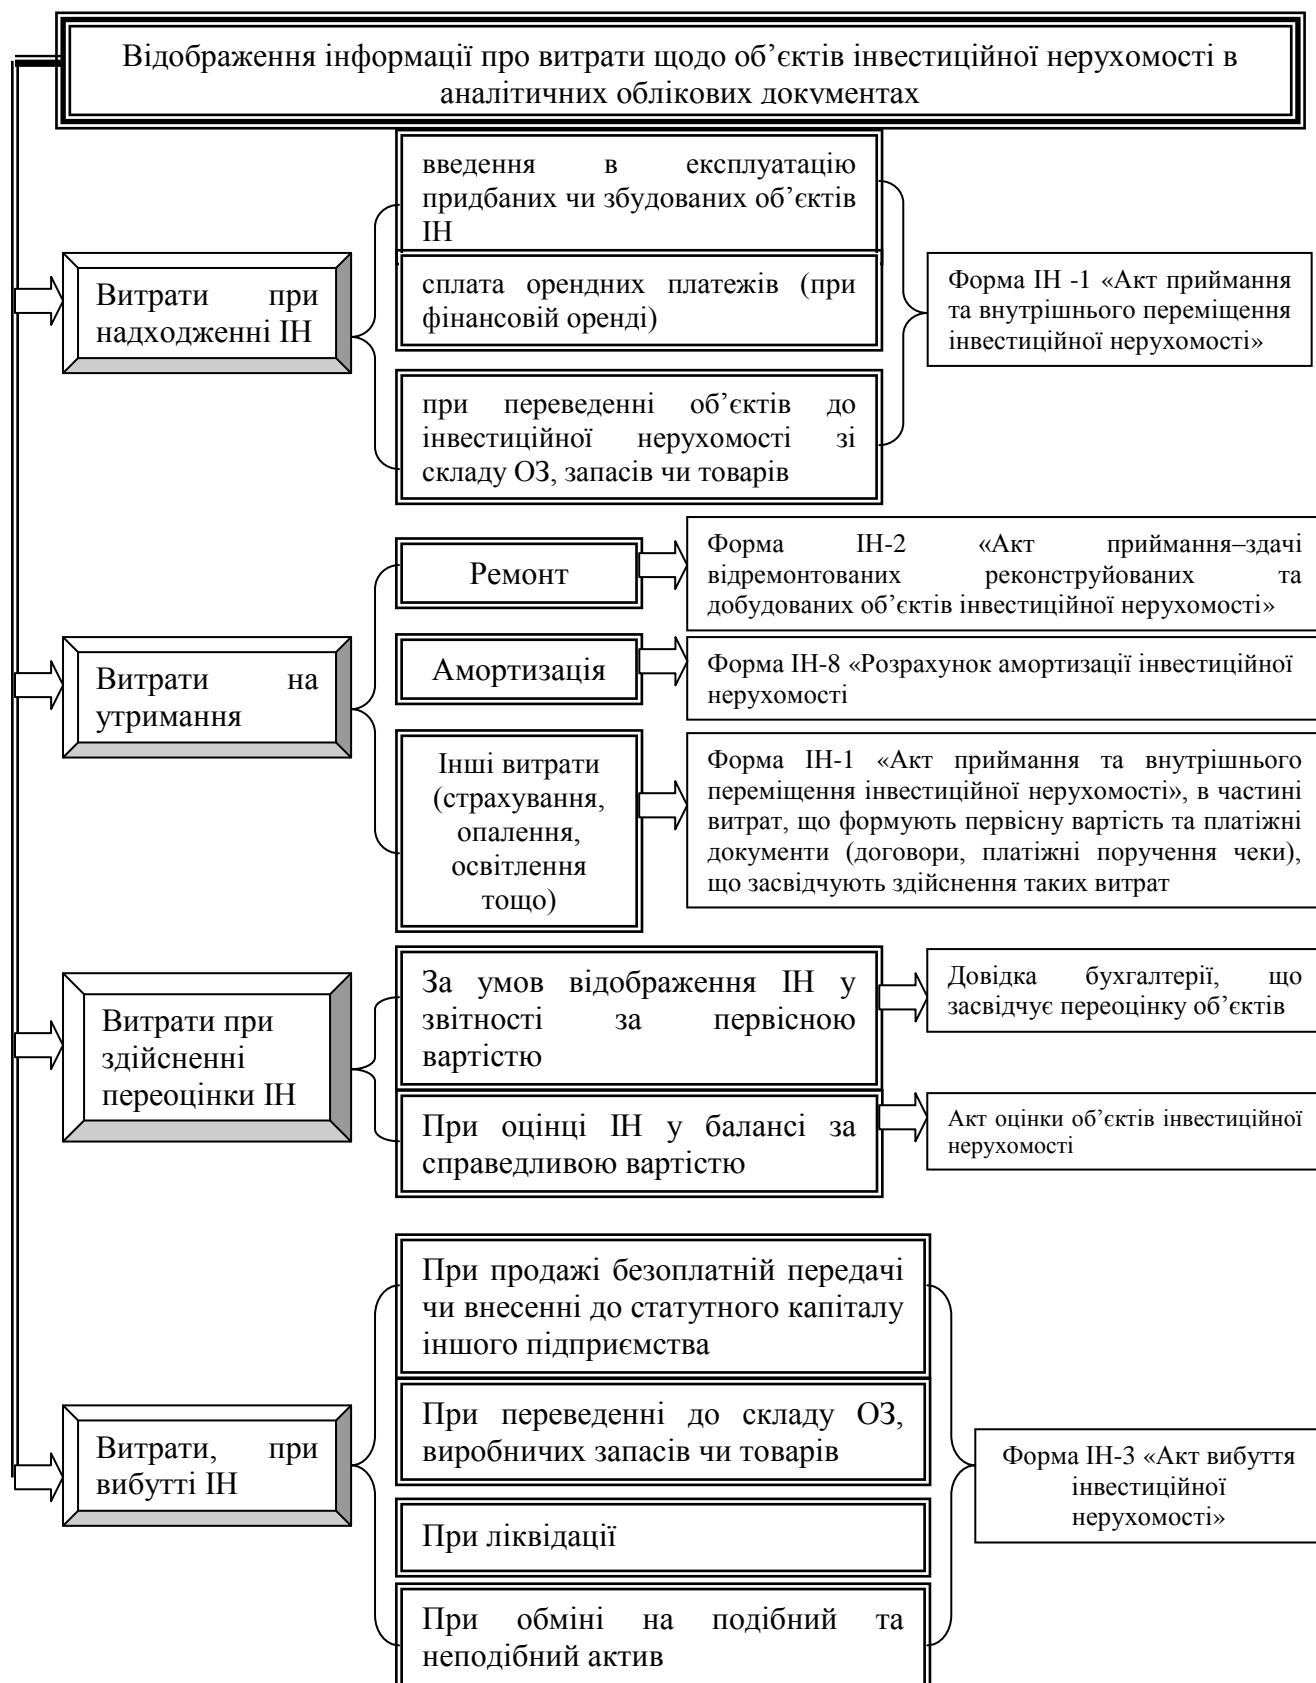 Відображення інформації про витрати щодо об’єктів інвестиційної нерухомості в
аналітичних облікових документах
введення в експлуатацію
придбаних чи збудованих об’єктів
ІН
Витрати при
надходженні ІН
сплата орендних платежів (при
фінансовій оренді)
Форма ІН -1 «Акт приймання
та внутрішнього переміщення
інвестиційної нерухомості»
при переведенні об’єктів до
інвестиційної нерухомості зі
складу ОЗ, запасів чи товарів
Витрати на
утримання
Ремонт
Форма ІН-2 «Акт приймання–здачі
відремонтованих реконструйованих та
добудованих об’єктів інвестиційної нерухомості»
Амортизація
Форма ІН-8 «Розрахунок амортизації інвестиційної
нерухомості
Інші витрати
(страхування,
опалення,
освітлення
тощо)
Форма ІН-1 «Акт приймання та внутрішнього
переміщення інвестиційної нерухомості», в частині
витрат, що формують первісну вартість та платіжні
документи (договори, платіжні поручення чеки),
що засвідчують здійснення таких витрат
Витрати при
здійсненні
переоцінки ІН
За умов відображення ІН у
звітності за первісною
вартістю
Довідка бухгалтерії, що
засвідчує переоцінку об’єктів
При оцінці ІН у балансі за
справедливою вартістю
Акт оцінки об’єктів інвестиційної
нерухомості
Витрати, при
вибутті ІН
При продажі безоплатній передачі
чи внесенні до статутного капіталу
іншого підприємства
При переведенні до складу ОЗ,
виробничих запасів чи товарів
При ліквідації
При обміні на подібний та
неподібний актив
Форма ІН-3 «Акт вибуття
інвестиційної
нерухомості»